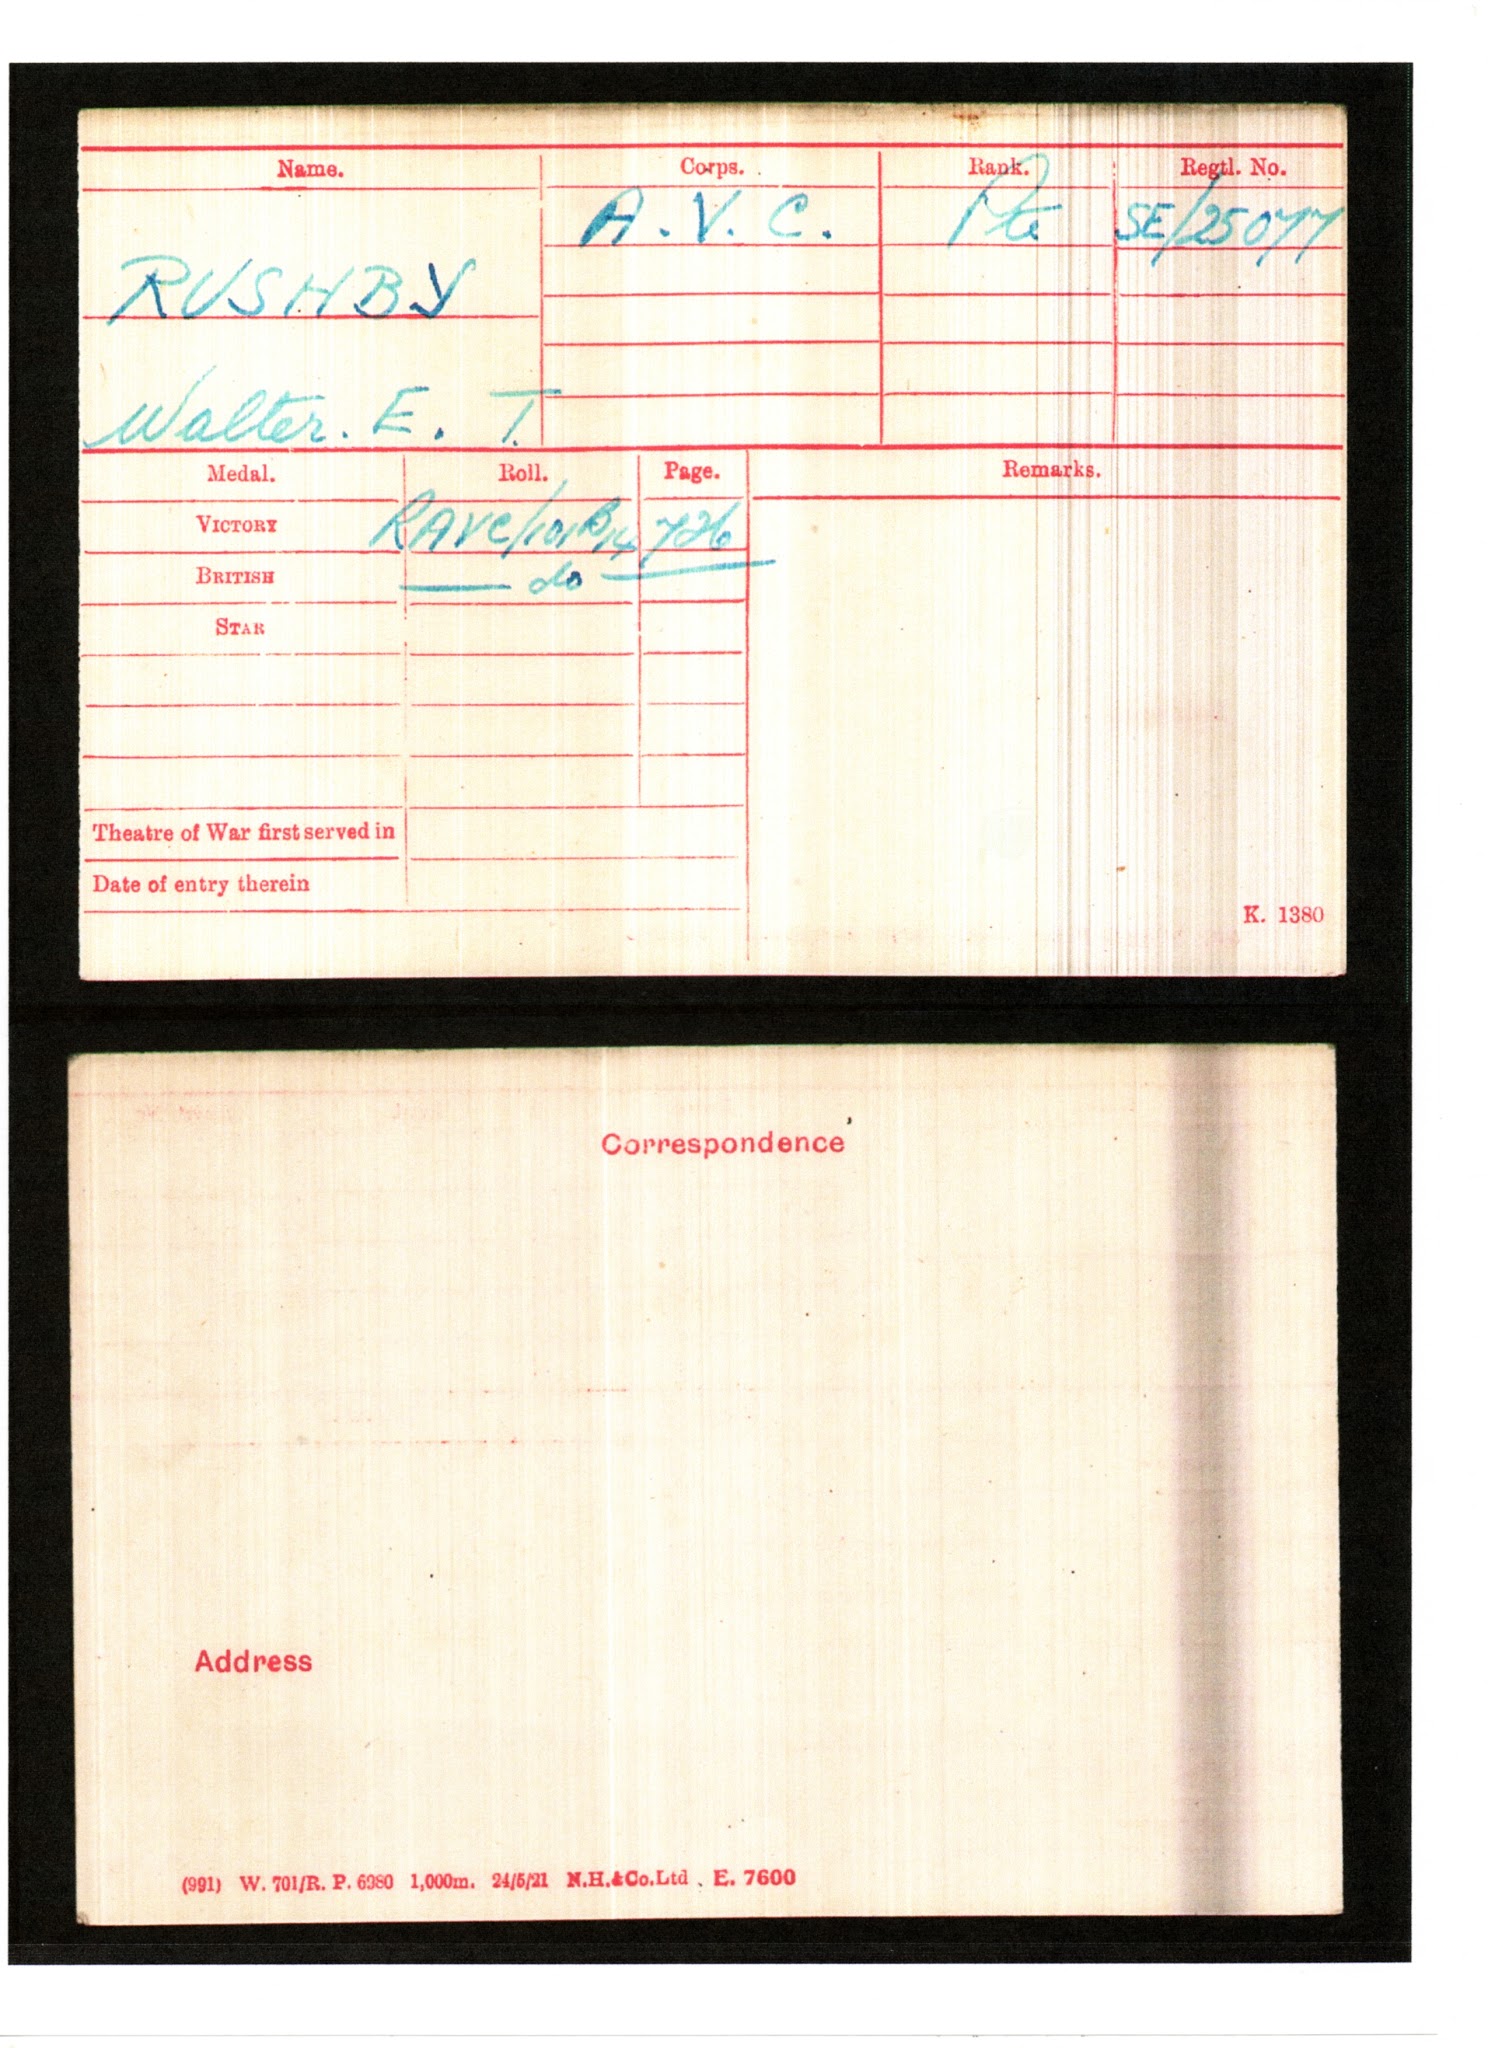 Name. Corps. Rank. Regtl. No.
A.V.C. Pte SE/25077
RUSHBY
Walter. E. T.
Medal. Roll. Page. Remarks.
VICTORY RAVC/101B14 726
BRITISH do
STAR
Theatre of War first served in
Date of entry therein
K. 1380
Correspondence
Address
(991) W. 701/R. P. 6980 1,000m. 24/5/21 N.H.&Co.Ltd E. 7600